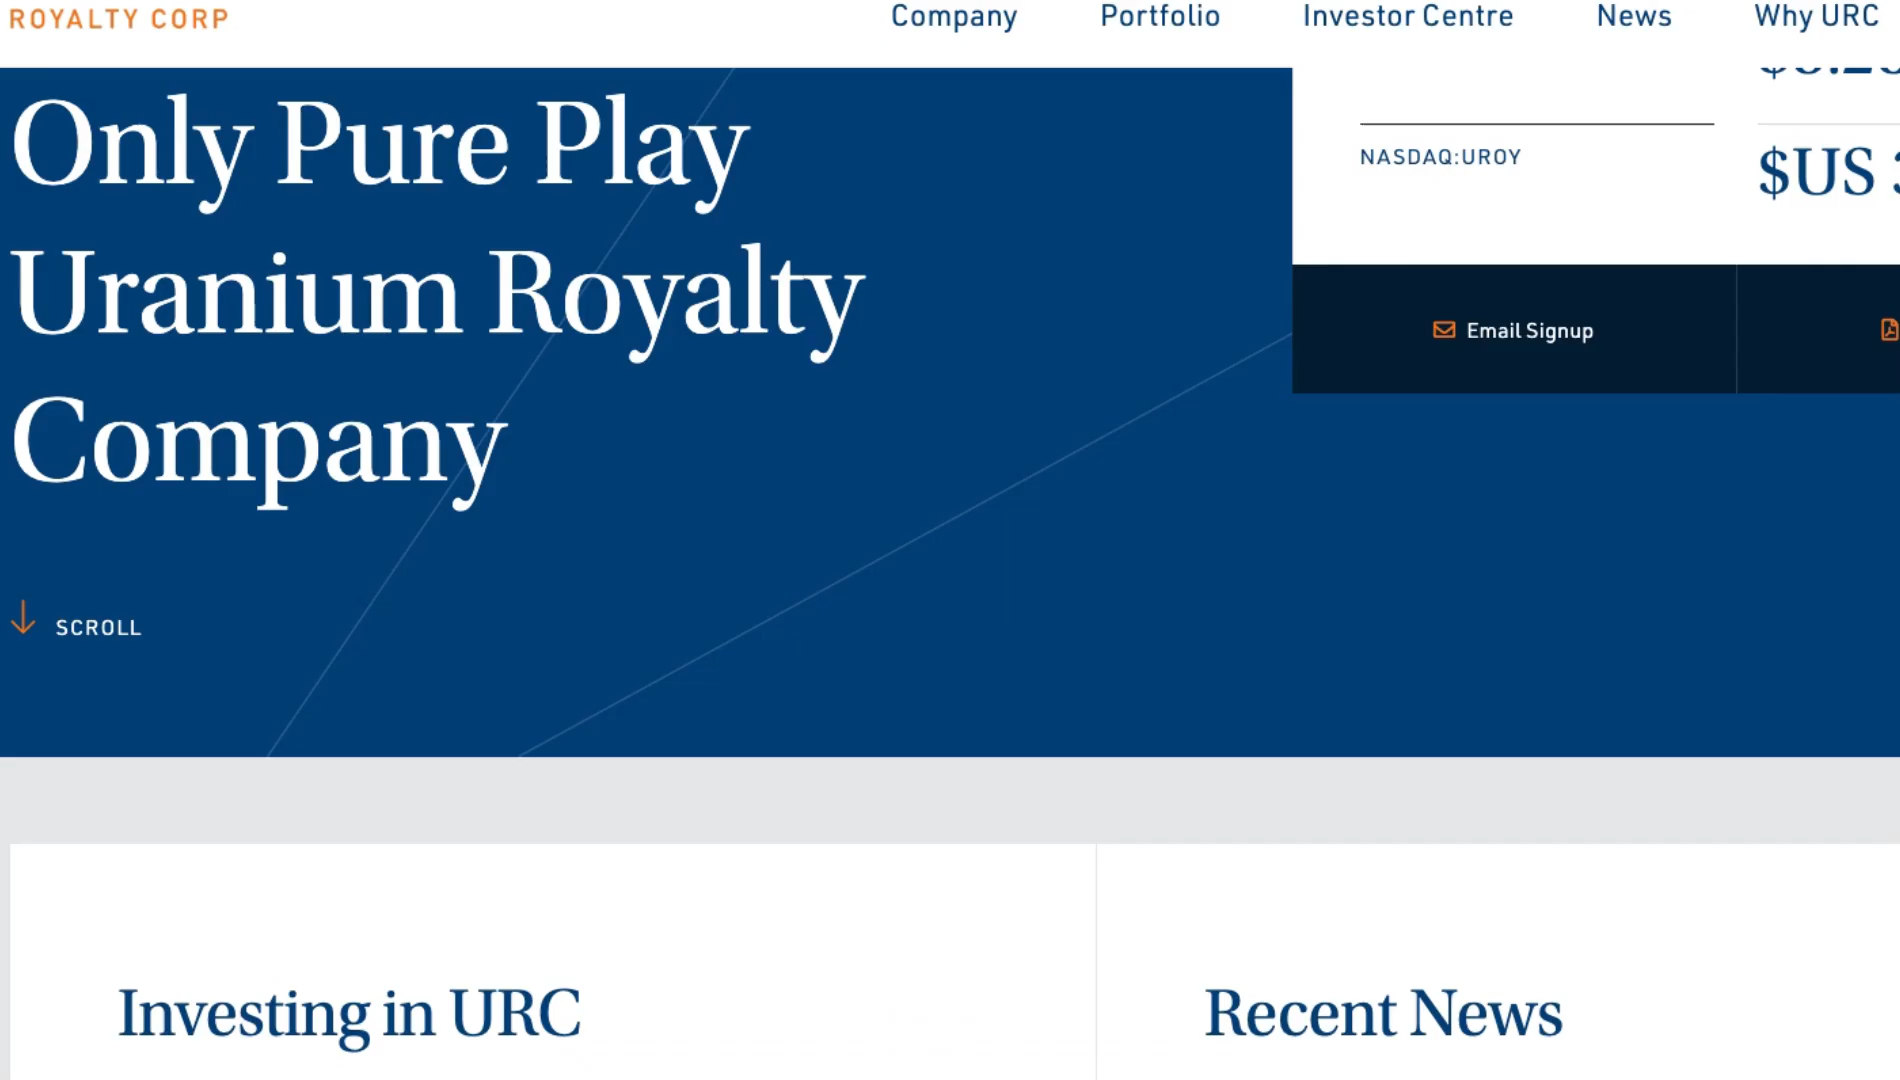 ROYALTY CORP
Company Portfolio Investor Centre News Why URC
Only Pure Play
Uranium Royalty
Company
NASDAQ:UROY
$US
Email Signup
SCROLL
Investing in URC
Recent News